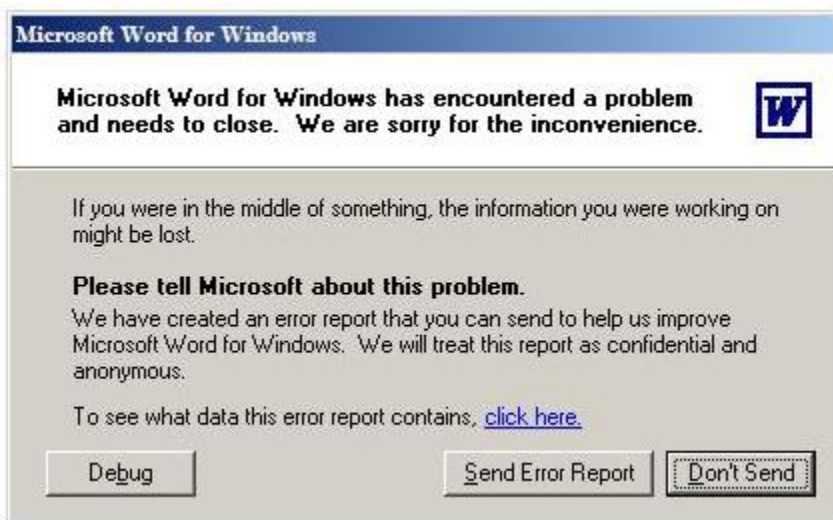 Microsoft Word for Windows
Microsoft Word for Windows has encountered a problem
and needs to close. We are sorry for the inconvenience.
W
If you were in the middle of something, the information you were working on
might be lost.
Please tell Microsoft about this problem.
We have created an error report that you can send to help us improve
Microsoft Word for Windows. We will treat this report as confidential and
anonymous.
To see what data this error report contains, click here.
Debug
Send Error Report
Don't Send